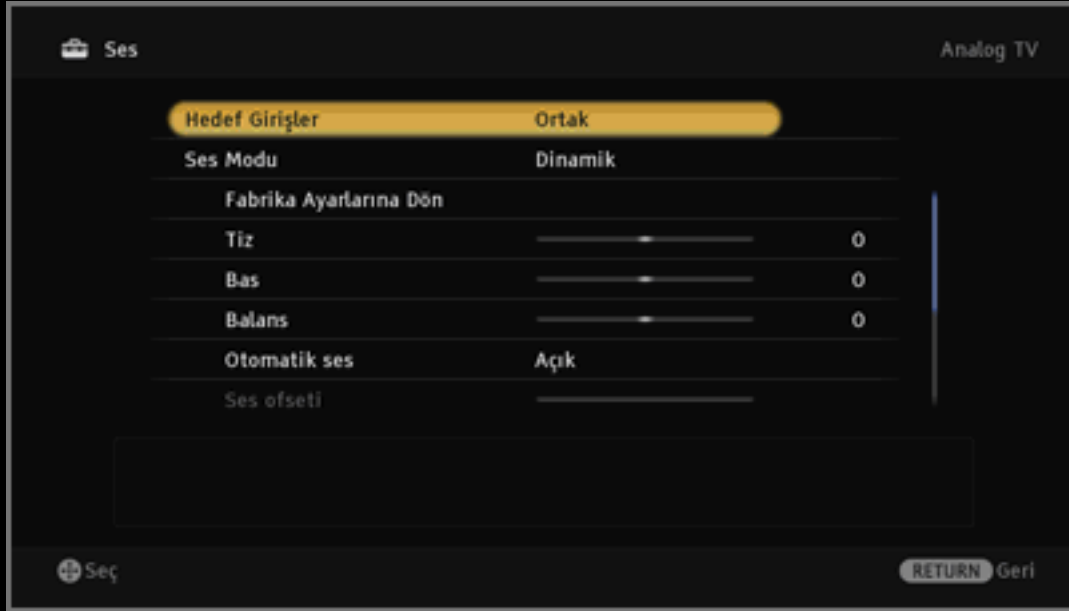 Ses Analog TV
Hedef Girişler Ortak
Ses Modu Dinamik
Fabrika Ayarlarına Dön
Tiz 0
Bas 0
Balans 0
Otomatik ses Açık
Ses ofseti
Seç RETURN Geri